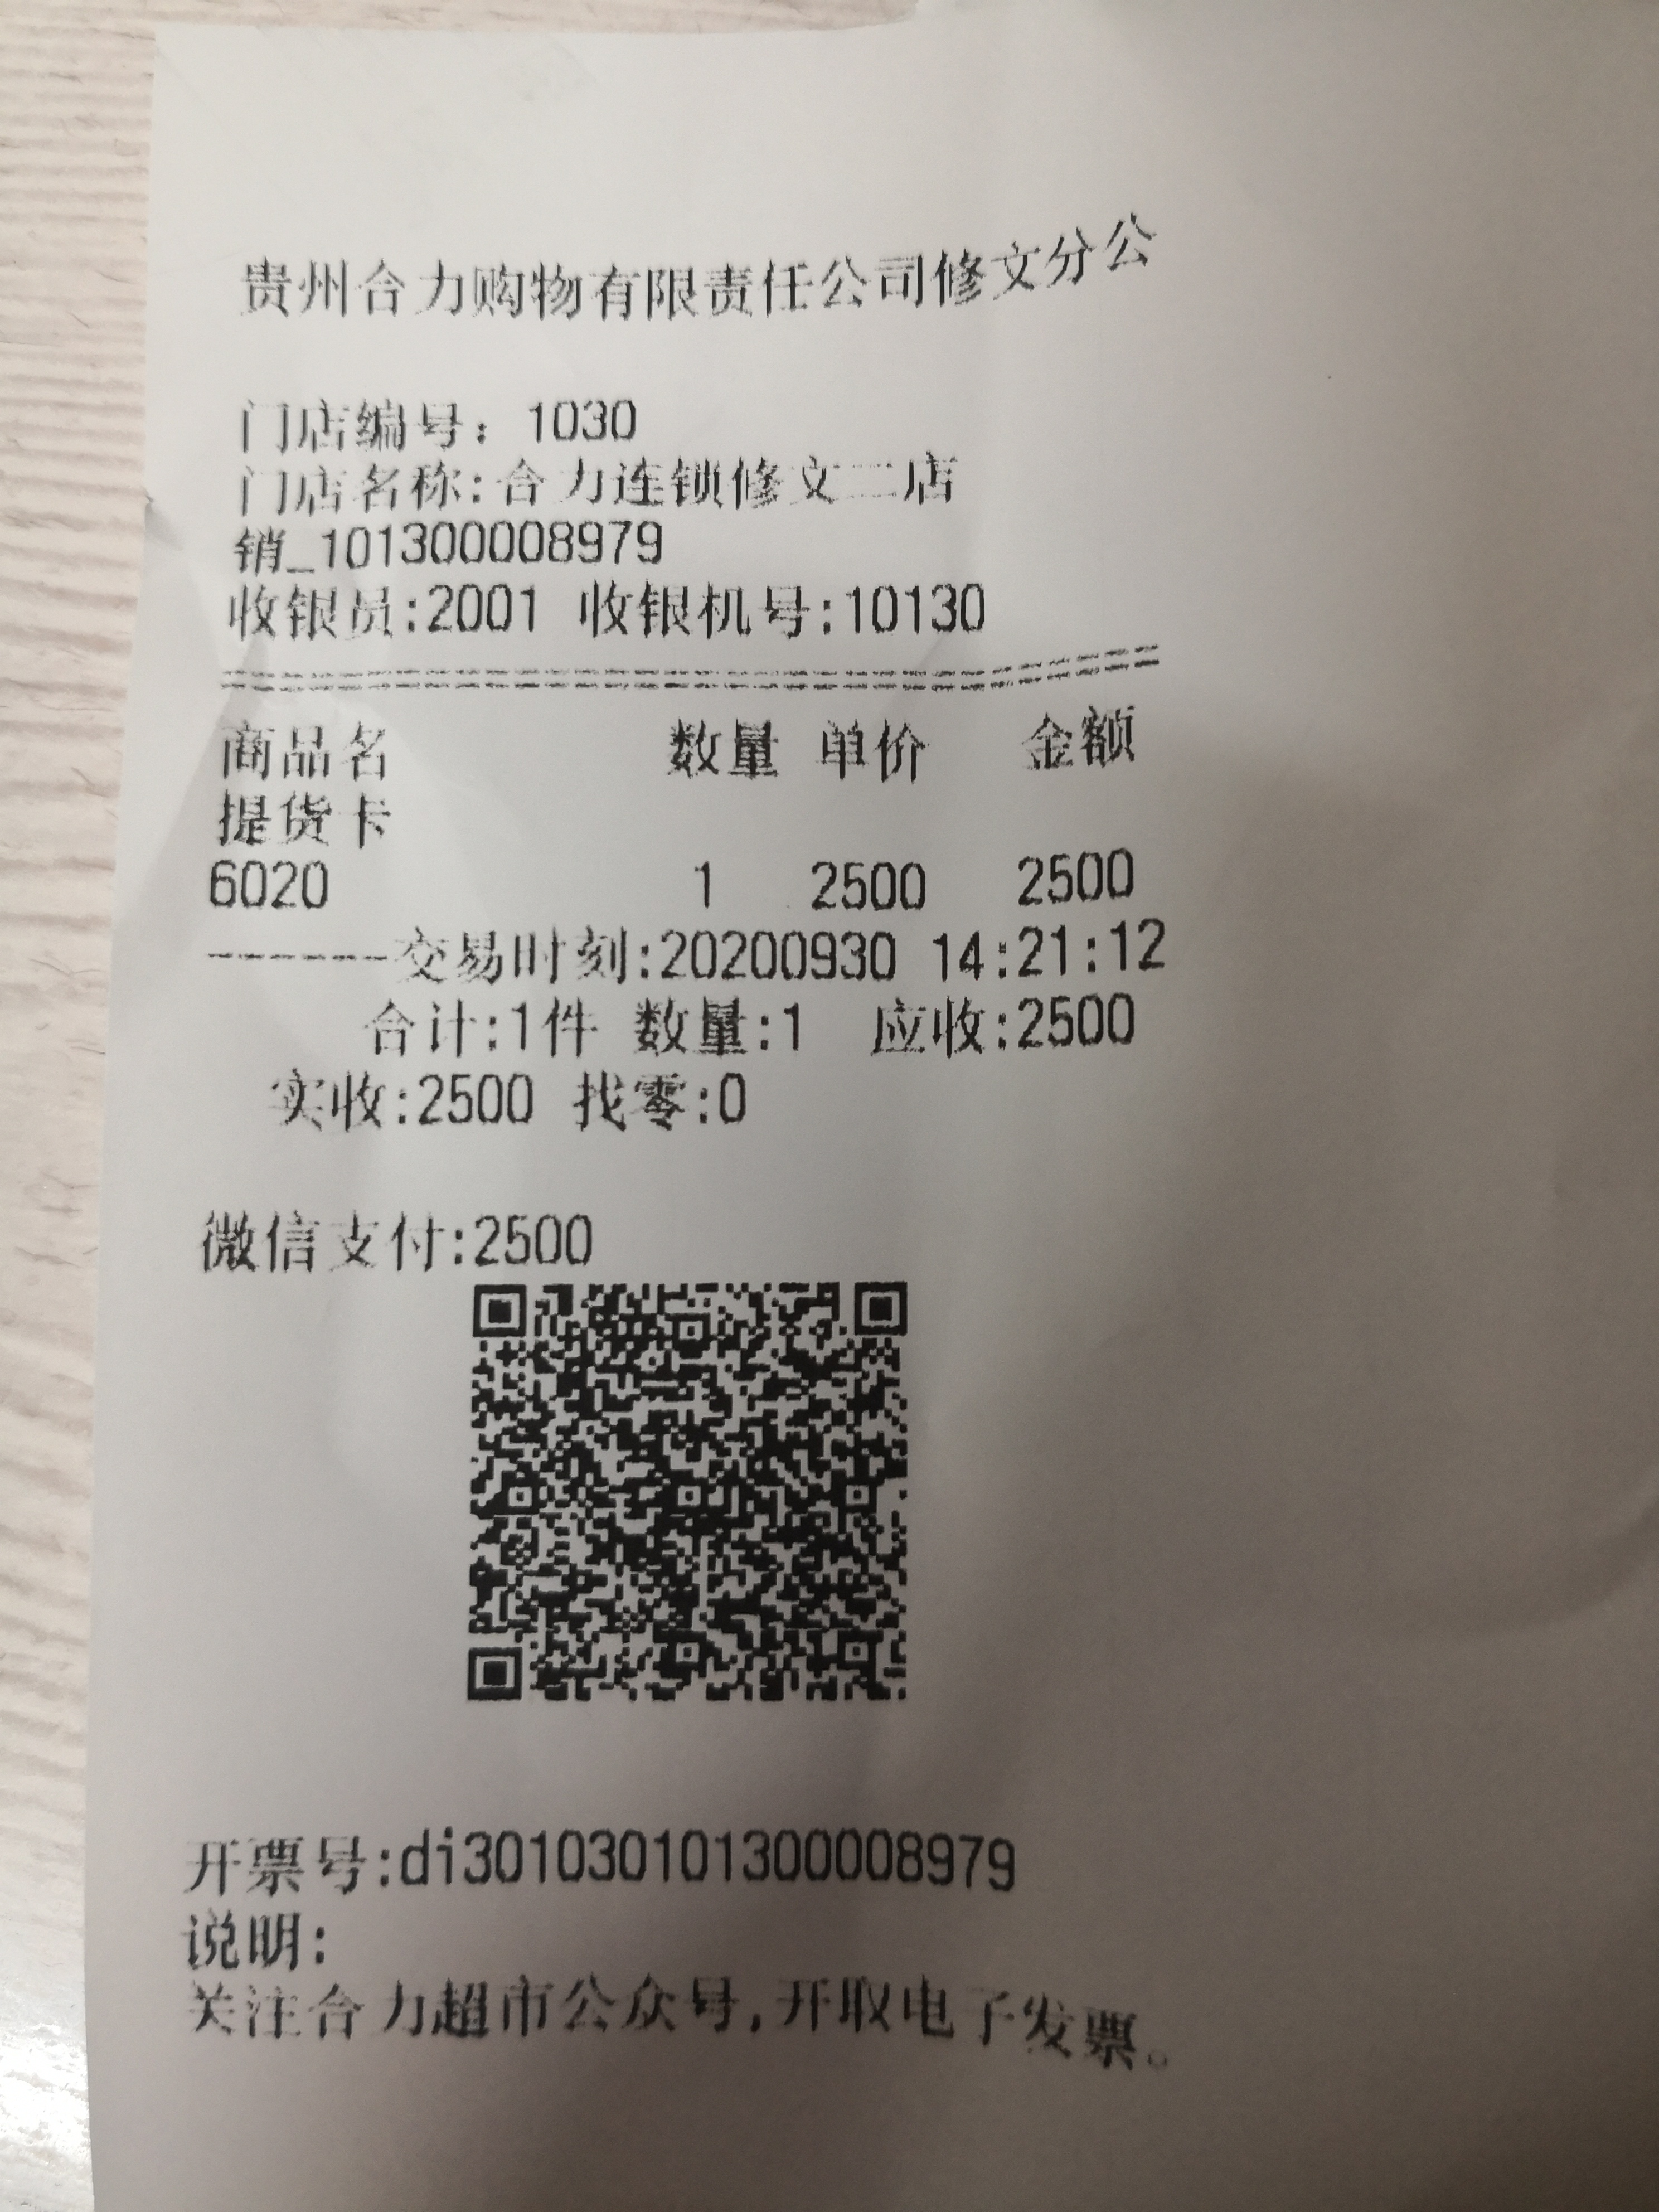 贵州合力购物有限责任公司修文分公
门店编号：1030
门店名称:合力连锁修文二店
销_101300008979
收银员:2001 收银机号:10130
================================
商品名 数量 单价 金额
提货卡
6020 1 2500 2500
------交易时刻:20200930 14:21:12
合计:1件 数量:1 应收:2500
实收:2500 找零:0
微信支付:2500
开票号:di301030101300008979
说明:
关注合力超市公众号,开取电子发票。